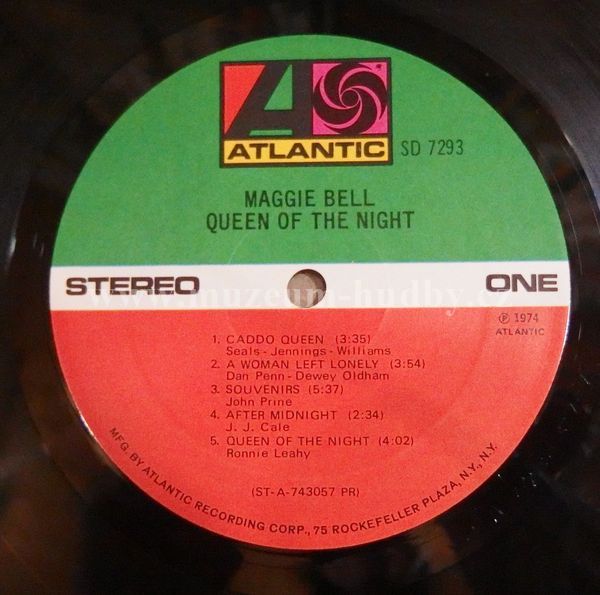 A
ATLANTIC
SD 7293
MAGGIE BELL
QUEEN OF THE NIGHT
STEREO
ONE
www.muzeum-hudby.cz
℗ 1974
ATLANTIC
1. CADDO QUEEN (3:35)
Seals - Jennings - Williams
2. A WOMAN LEFT LONELY (3:54)
Dan Penn - Dewey Oldham
3. SOUVENIRS (5:37)
John Prine
4. AFTER MIDNIGHT (2:34)
J. J. Cale
5. QUEEN OF THE NIGHT (4:02)
Ronnie Leahy
(ST-A-743057 PR)
MFG. BY ATLANTIC RECORDING CORP., 75 ROCKEFELLER PLAZA, N.Y., N.Y.